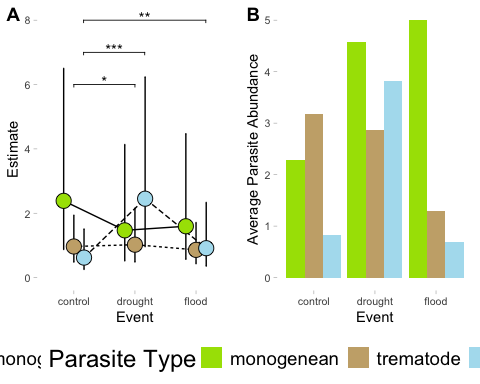 A
8
6
4
2
0
Estimate
**
***
*
control drought flood
Event
B
5
4
3
2
1
0
Average Parasite Abundance
control drought flood
Event
Parasite Type monogenean trematode